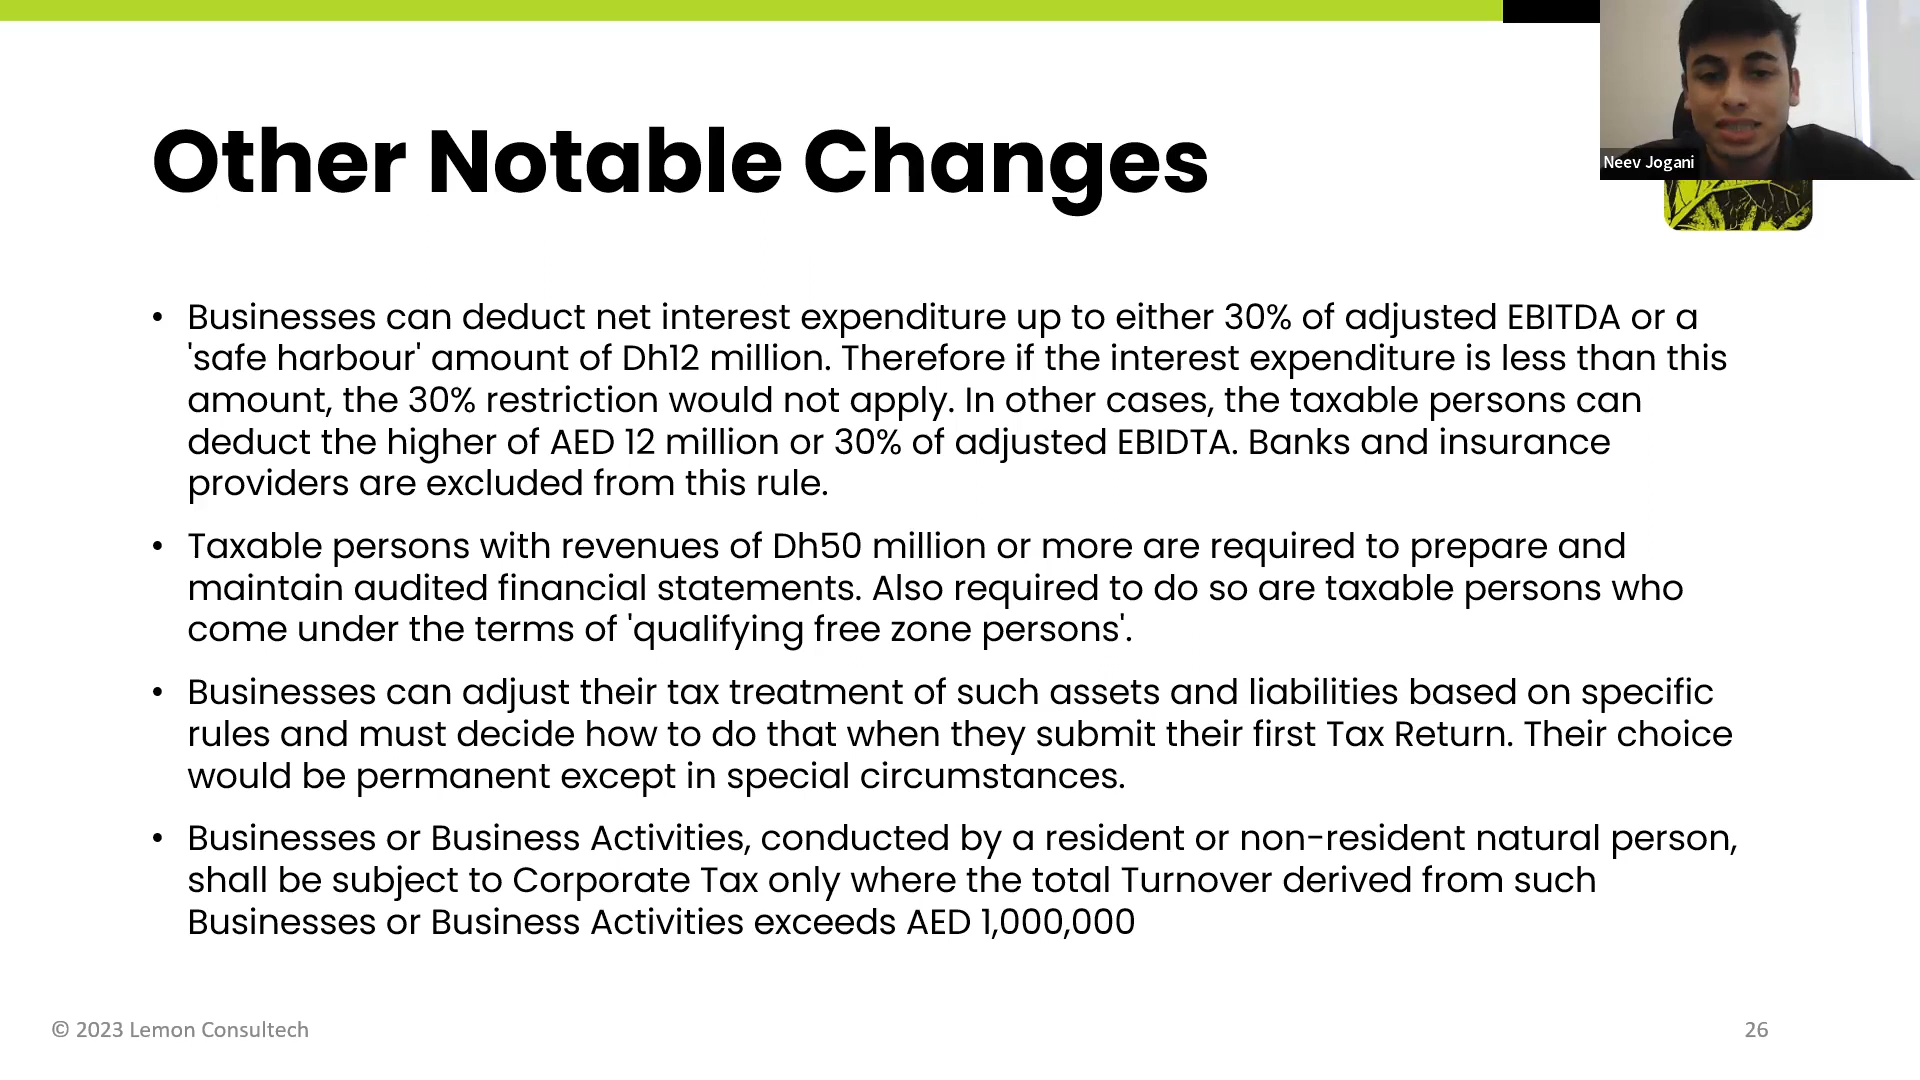 Neev Jogani
Other Notable Changes
• Businesses can deduct net interest expenditure up to either 30% of adjusted EBITDA or a
'safe harbour' amount of Dh12 million. Therefore if the interest expenditure is less than this
amount, the 30% restriction would not apply. In other cases, the taxable persons can
deduct the higher of AED 12 million or 30% of adjusted EBIDTA. Banks and insurance
providers are excluded from this rule.
• Taxable persons with revenues of Dh50 million or more are required to prepare and
maintain audited financial statements. Also required to do so are taxable persons who
come under the terms of 'qualifying free zone persons'.
• Businesses can adjust their tax treatment of such assets and liabilities based on specific
rules and must decide how to do that when they submit their first Tax Return. Their choice
would be permanent except in special circumstances.
• Businesses or Business Activities, conducted by a resident or non-resident natural person,
shall be subject to Corporate Tax only where the total Turnover derived from such
Businesses or Business Activities exceeds AED 1,000,000
© 2023 Lemon Consultech
26